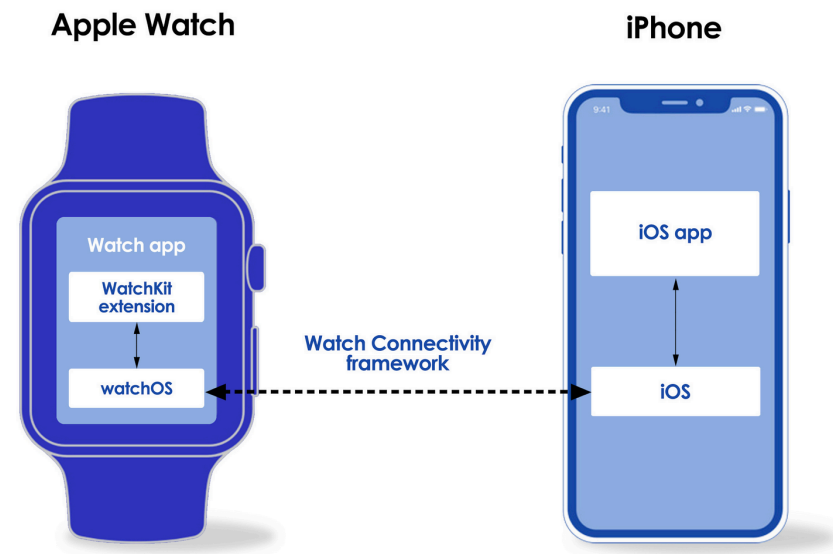 Apple Watch
iPhone
9:41
Watch app
WatchKit
extension
watchOS
Watch Connectivity
framework
iOS app
iOS